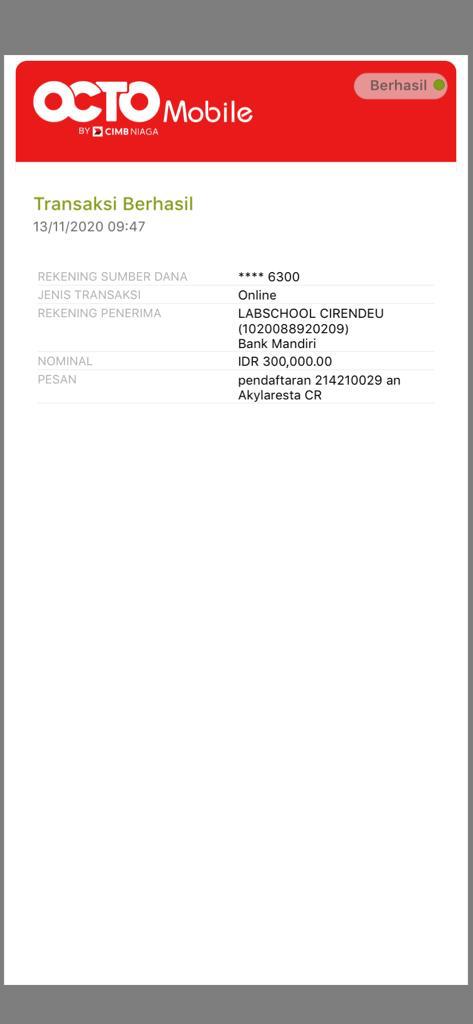 OCTO Mobile
BY CIMB NIAGA
Berhasil
Transaksi Berhasil
13/11/2020 09:47
REKENING SUMBER DANA **** 6300
JENIS TRANSAKSI Online
REKENING PENERIMA LABSCHOOL CIRENDEU
(1020088920209)
Bank Mandiri
NOMINAL IDR 300,000.00
PESAN pendaftaran 214210029 an
Akylaresta CR